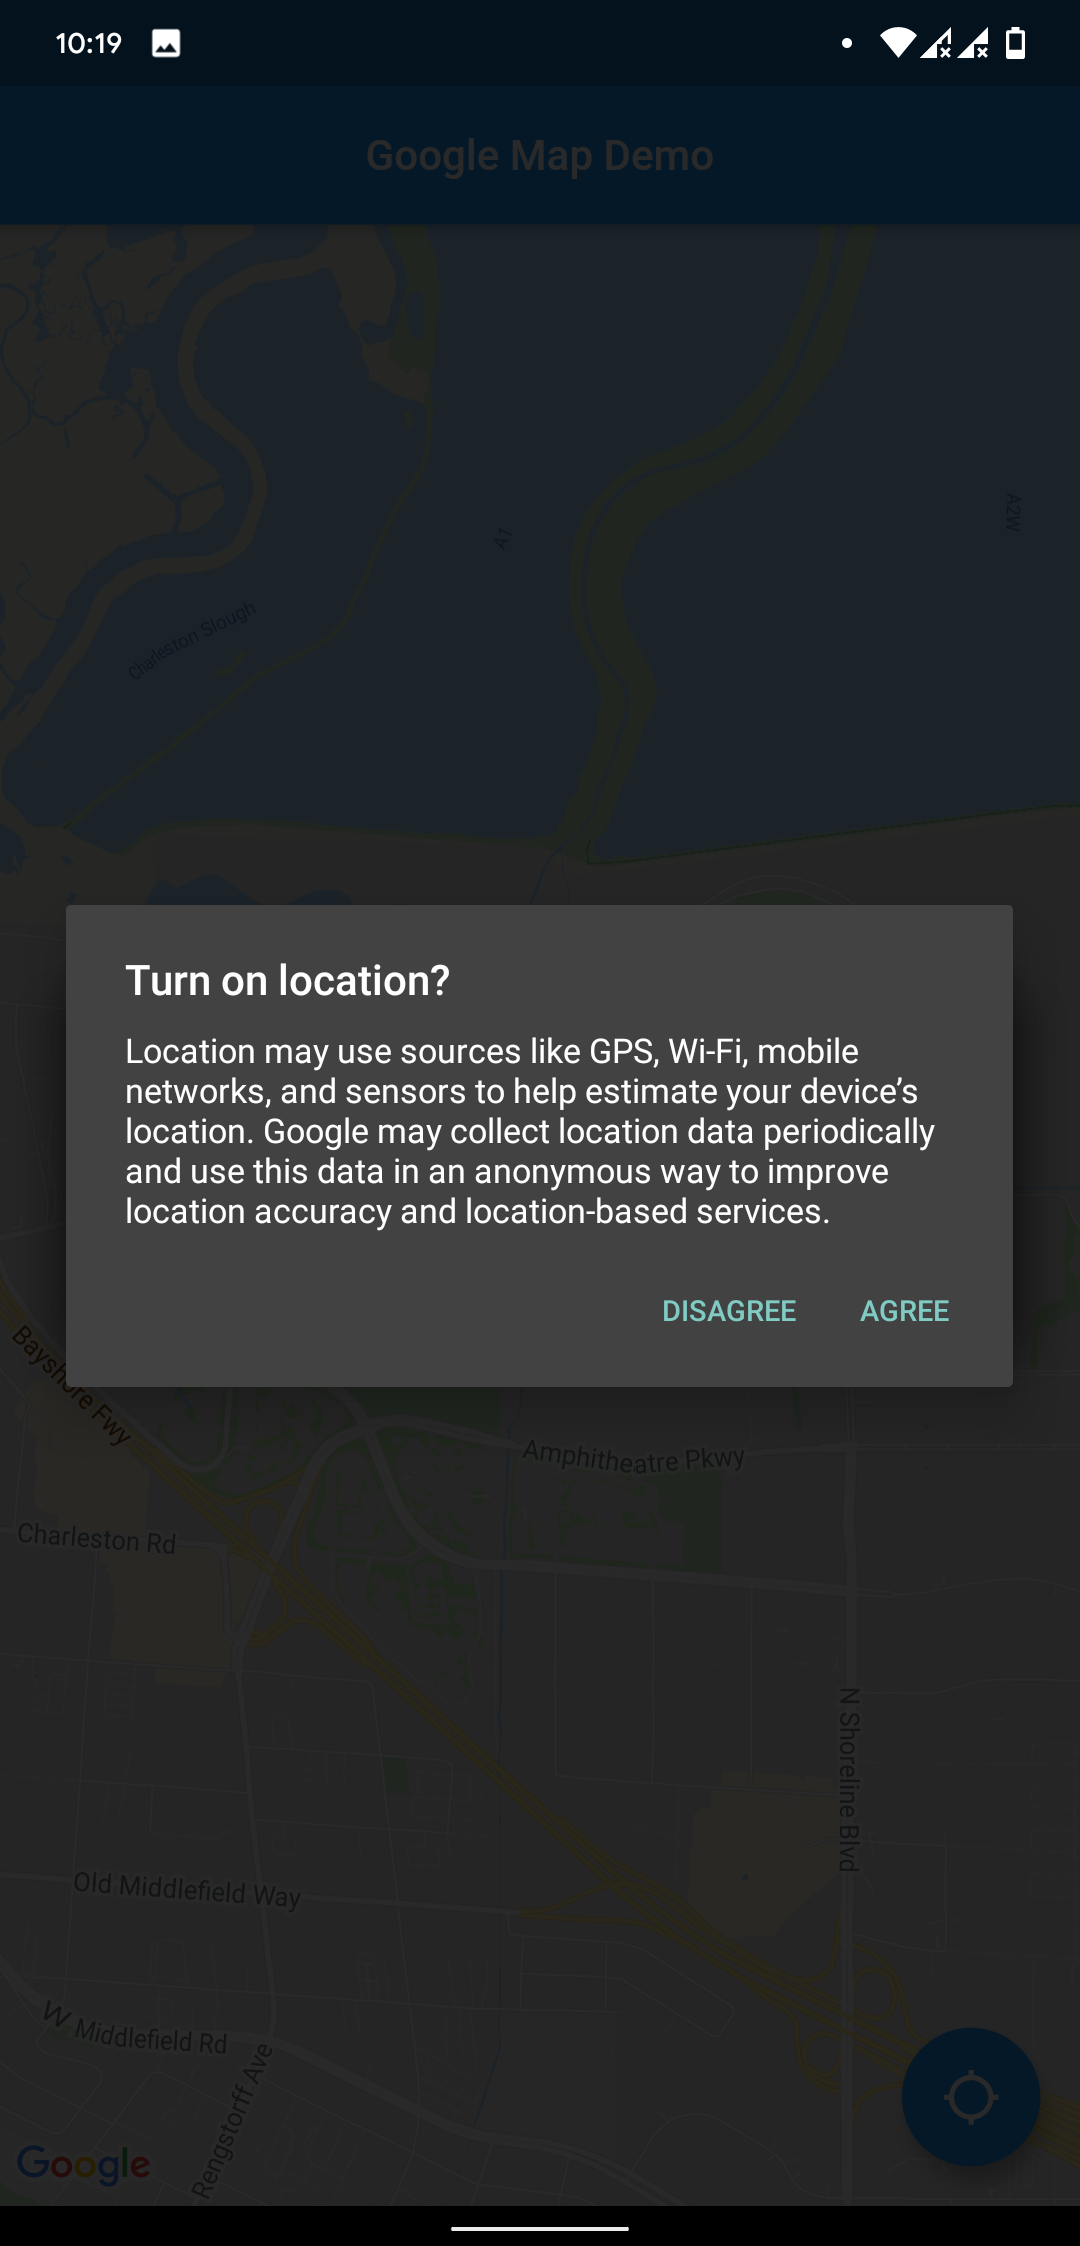 10:19
Google Map Demo
A2W
A1
Charleston Slough
Turn on location?
Location may use sources like GPS, Wi-Fi, mobile
networks, and sensors to help estimate your device’s
location. Google may collect location data periodically
and use this data in an anonymous way to improve
location accuracy and location-based services.
DISAGREE AGREE
Bayshore Fwy
Amphitheatre Pkwy
Charleston Rd
N Shoreline Blvd
Old Middlefield Way
W Middlefield Rd
Rengstorff Ave
Google